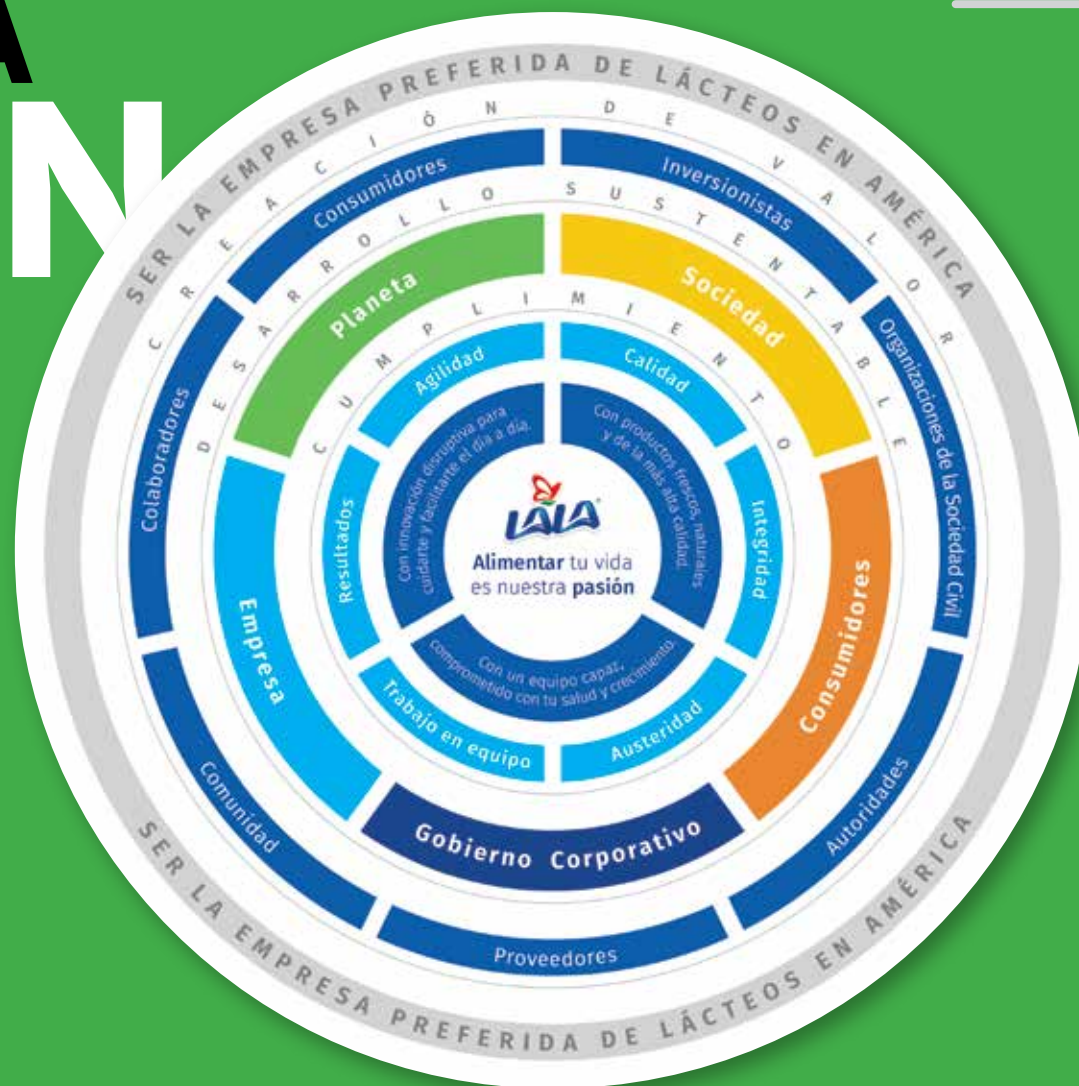 A
N
SER LA EMPRESA PREFERIDA DE LÁCTEOS EN AMÉRICA
CREACIÓN DE VALOR
Consumidores
Inversionistas
Organizaciones de la Sociedad Civil
Autoridades
Proveedores
Comunidad
Colaboradores
DESARROLLO SUSTENTABLE
Planeta
Sociedad
Consumidores
Gobierno Corporativo
Empresa
CUMPLIMIENTO
Agilidad
Calidad
Integridad
Austeridad
Trabajo en equipo
Resultados
Con innovación disruptiva para
cuidarte y facilitarte el día a día.
Con productos frescos, naturales
y de la más alta calidad.
Con un equipo capaz,
comprometido con tu salud y crecimiento.
LALA
Alimentar tu vida
es nuestra pasión
SER LA EMPRESA PREFERIDA DE LÁCTEOS EN AMÉRICA